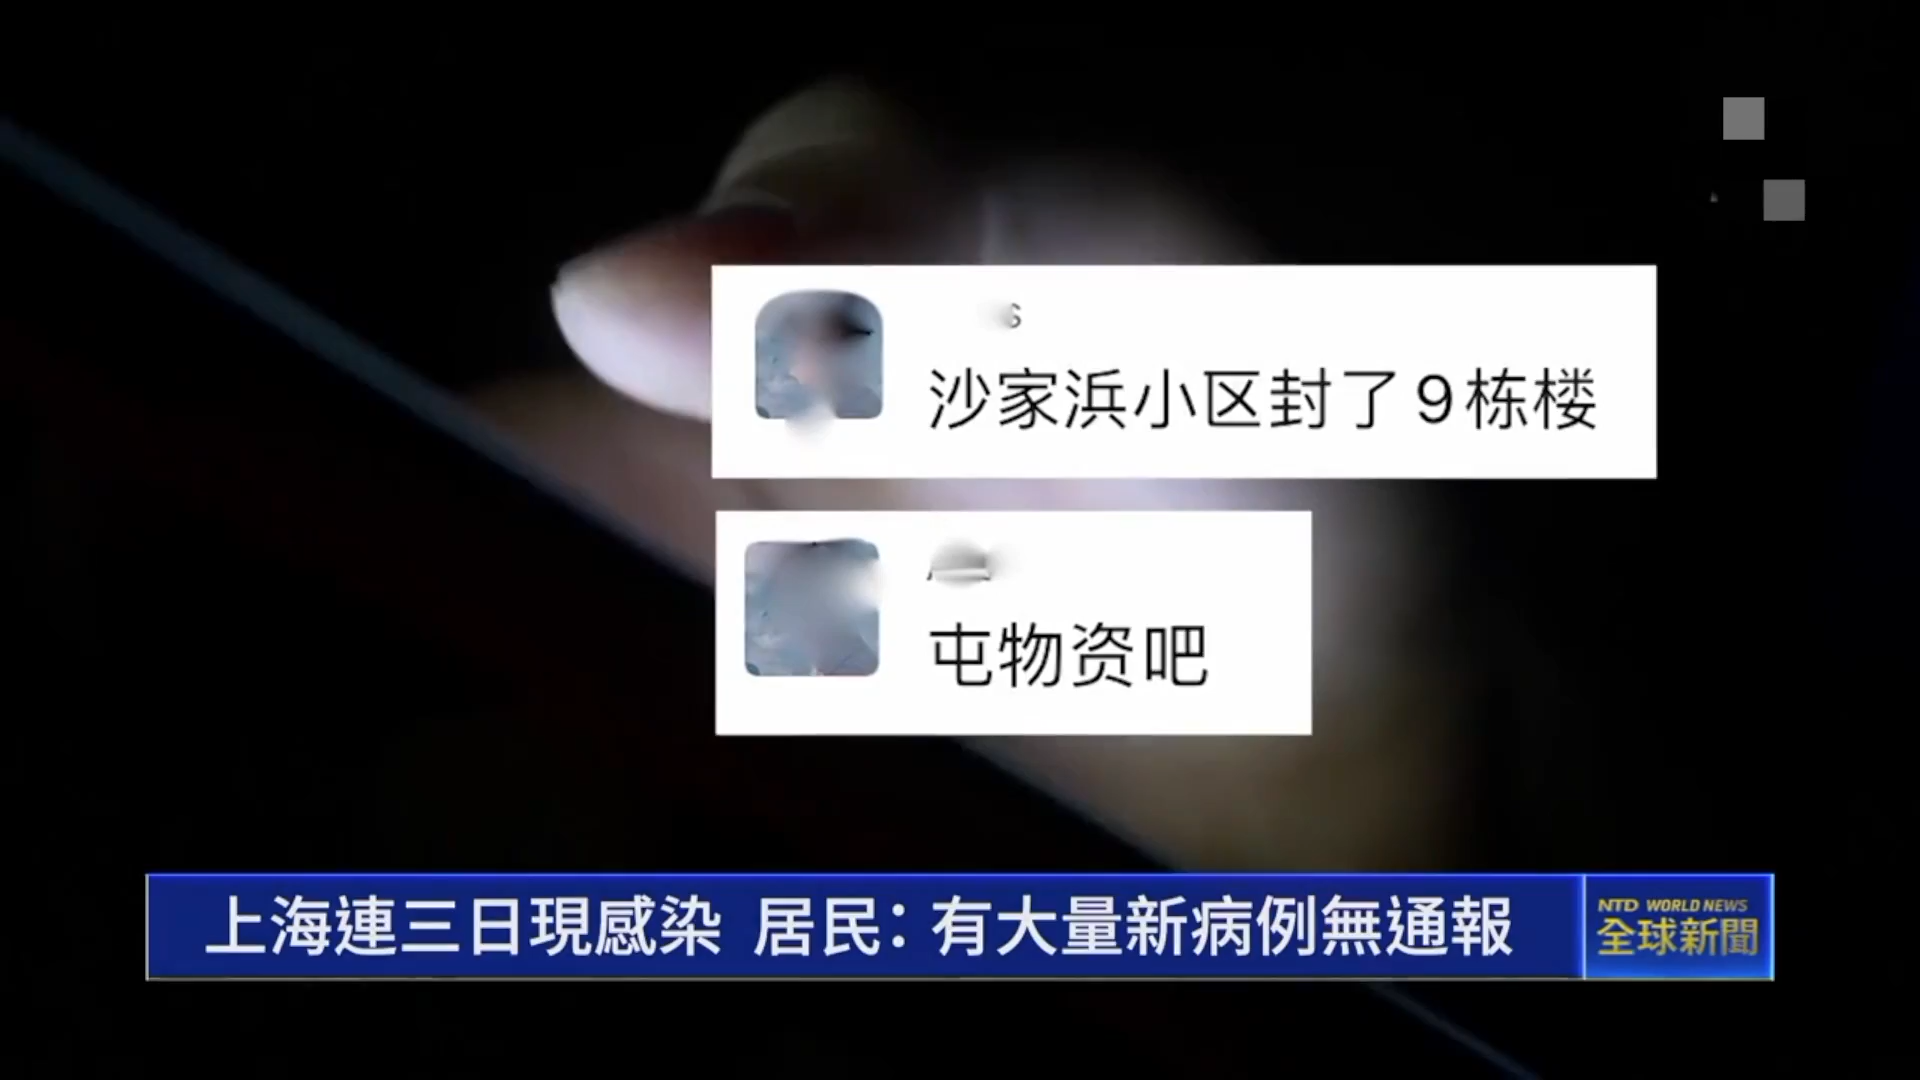 沙家浜小区封了9栋楼
屯物资吧
上海連三日現感染 居民：有大量新病例無通報
NTD WORLD NEWS
全球新聞